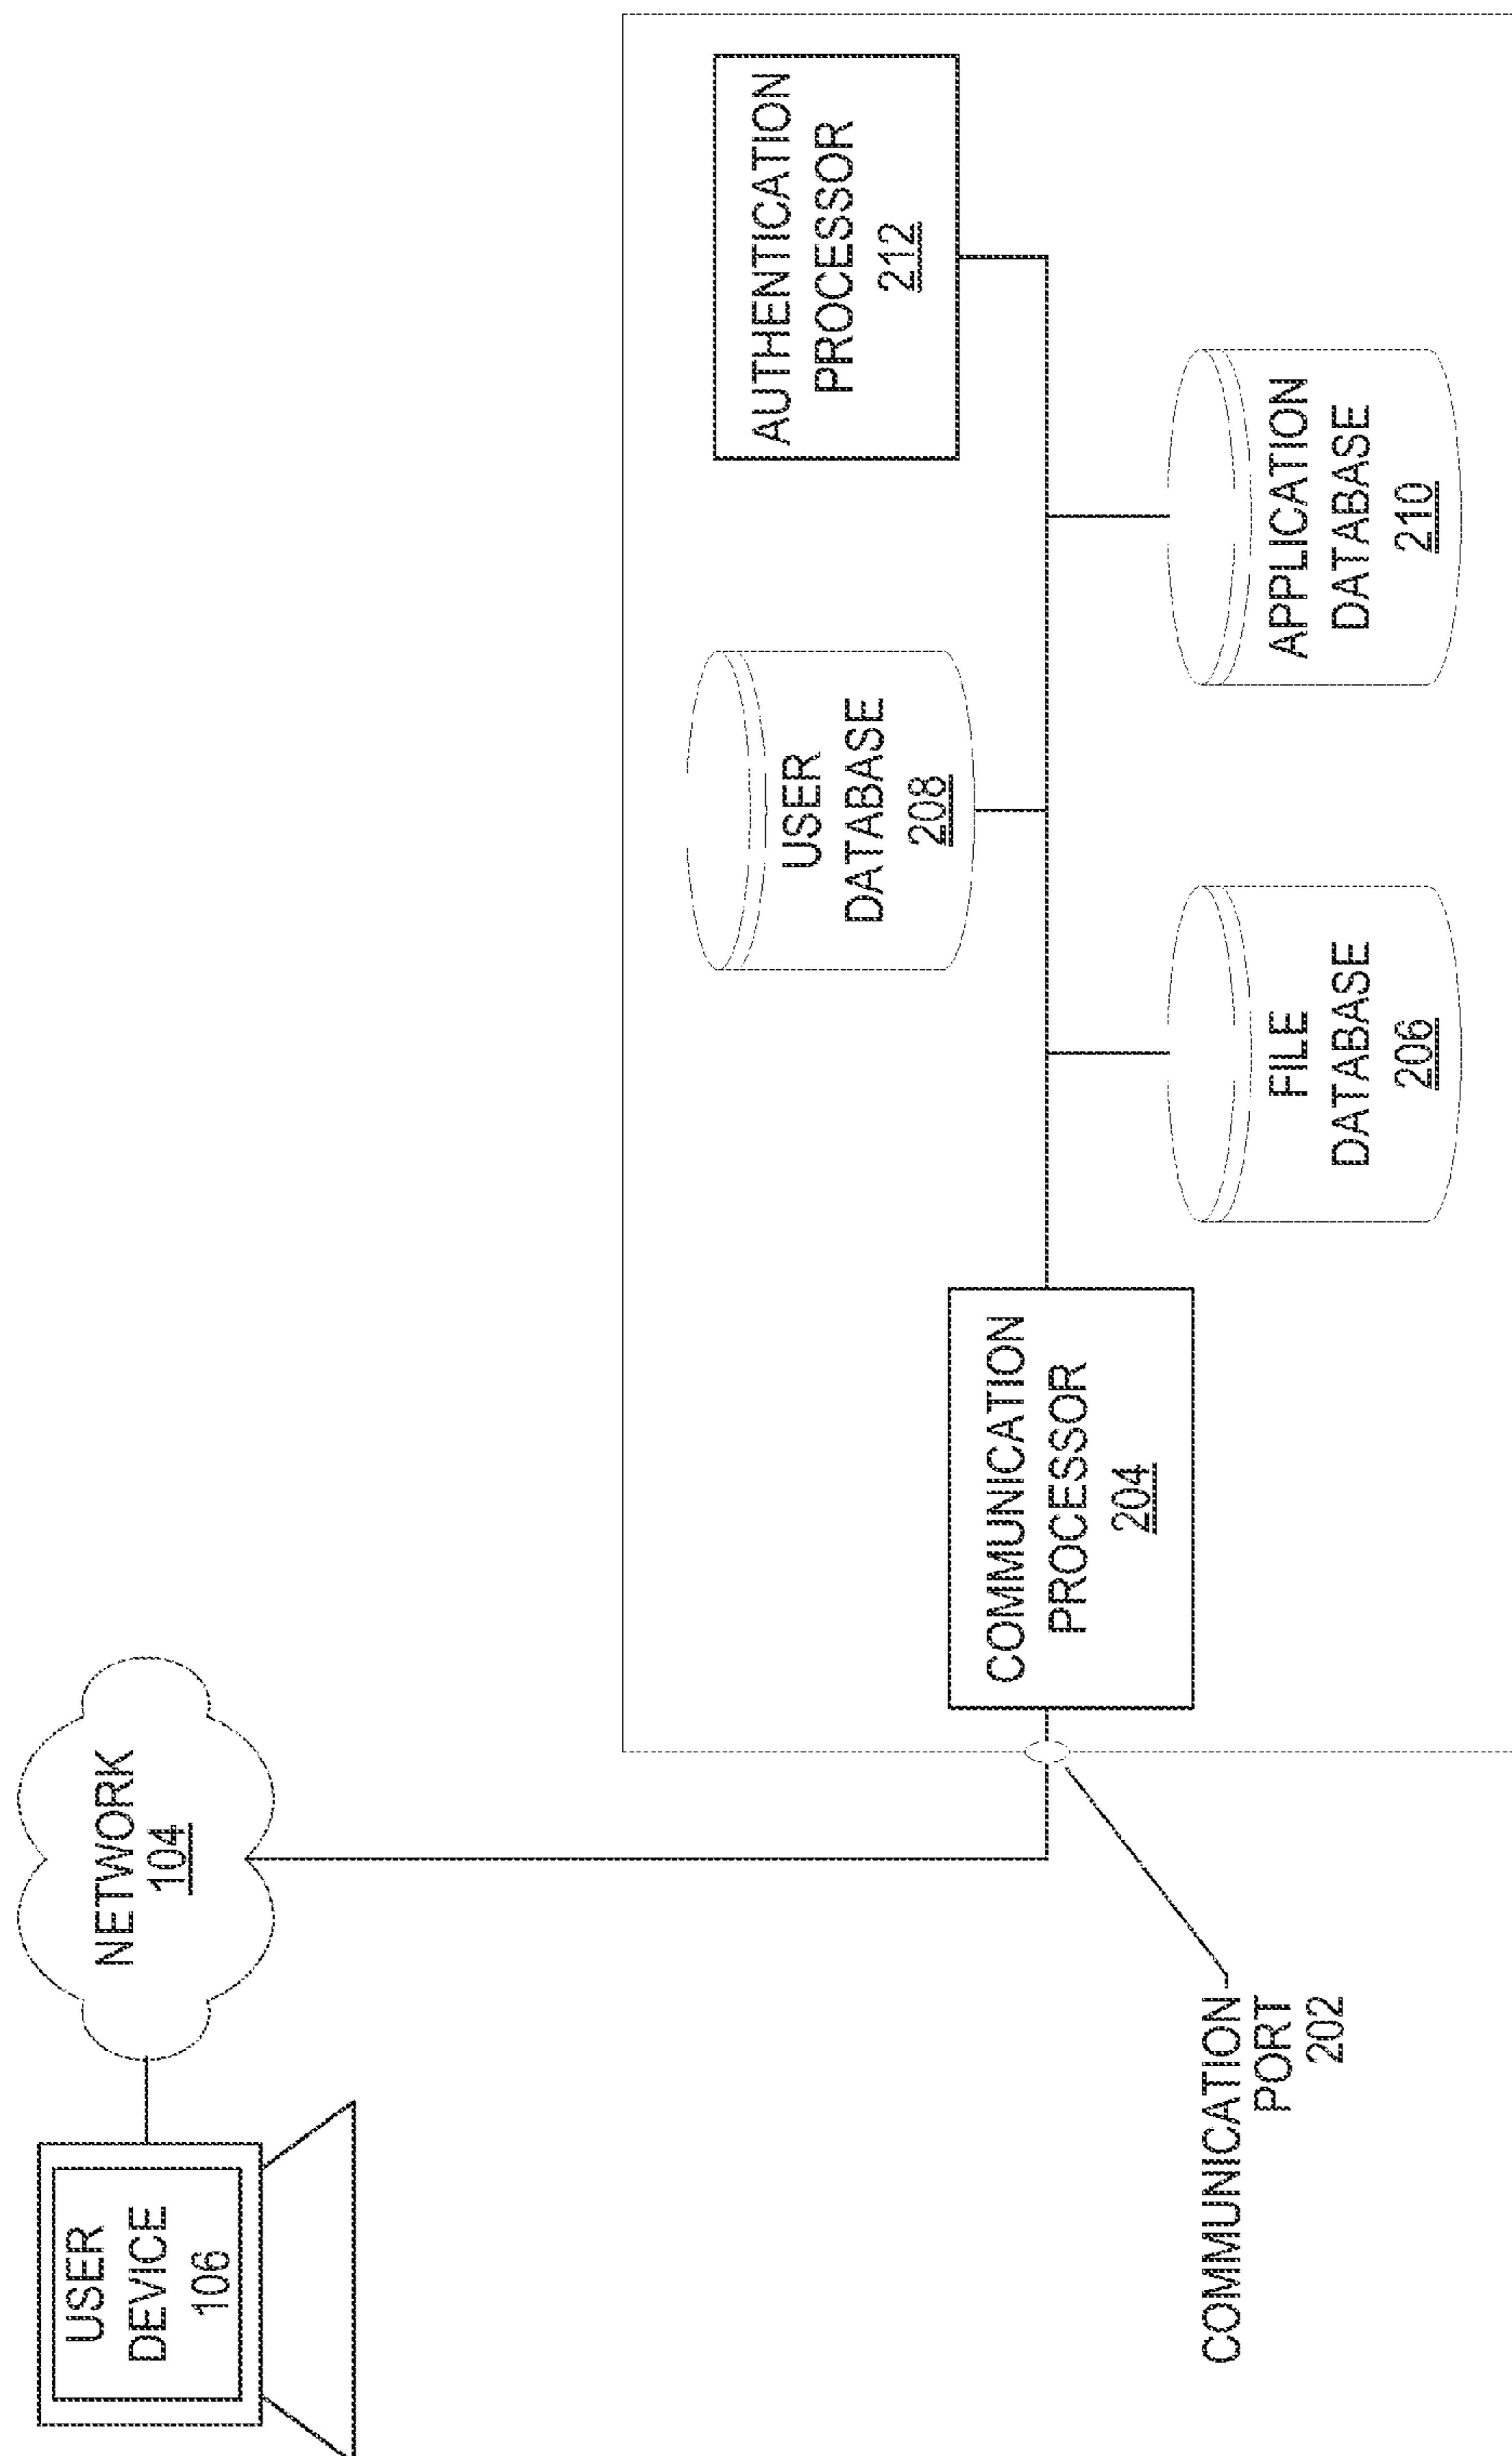 USER
DEVICE
106
NETWORK
104
COMMUNICATION
PORT
202
COMMUNICATION
PROCESSOR
204
USER
DATABASE
208
FILE
DATABASE
206
AUTHENTICATION
PROCESSOR
212
APPLICATION
DATABASE
210